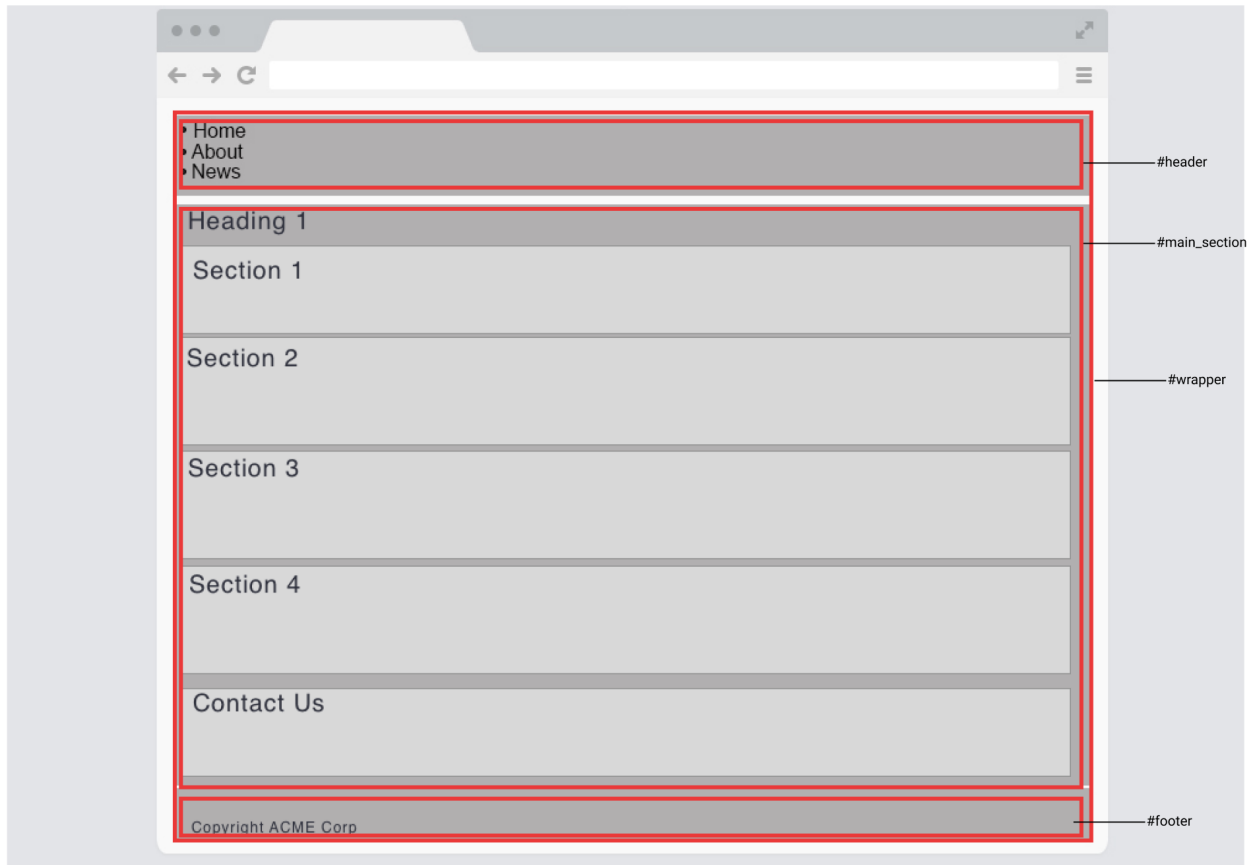 • Home
• About
• News
#header
Heading 1
#main_section
Section 1
Section 2
#wrapper
Section 3
Section 4
Contact Us
Copyright ACME Corp
#footer